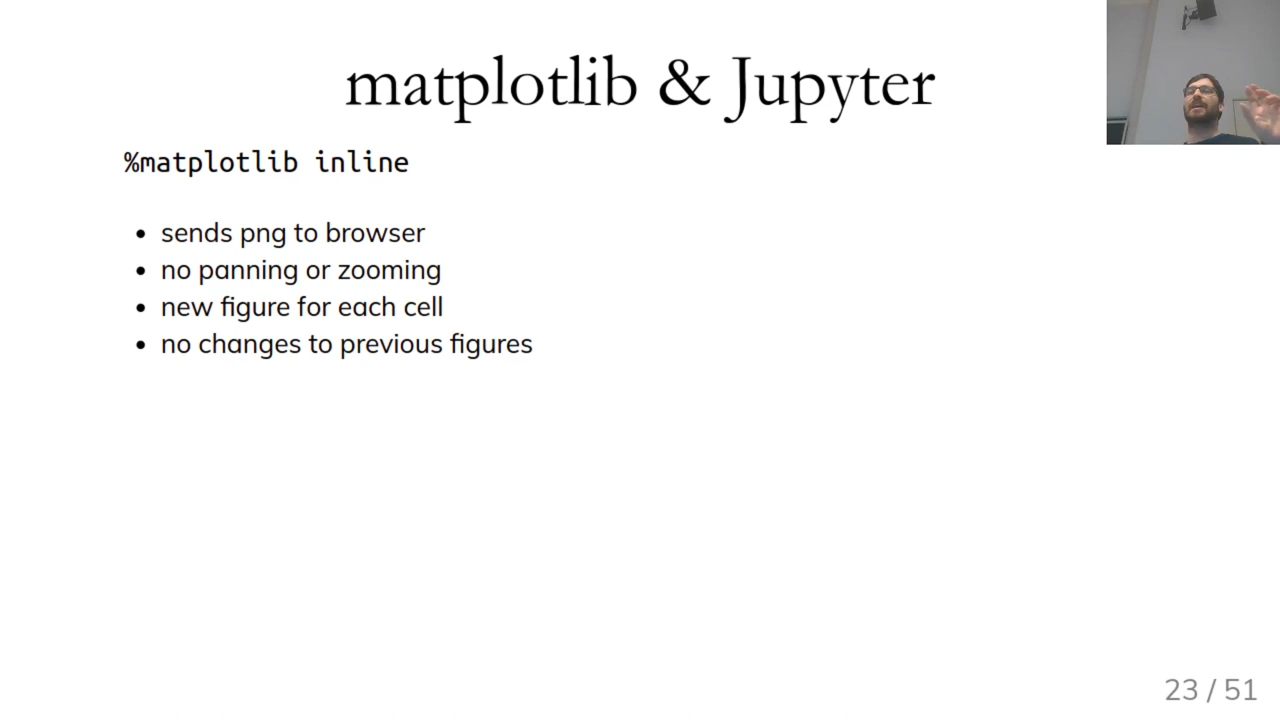 matplotlib & Jupyter
%matplotlib inline
• sends png to browser
• no panning or zooming
• new figure for each cell
• no changes to previous figures
23 / 51